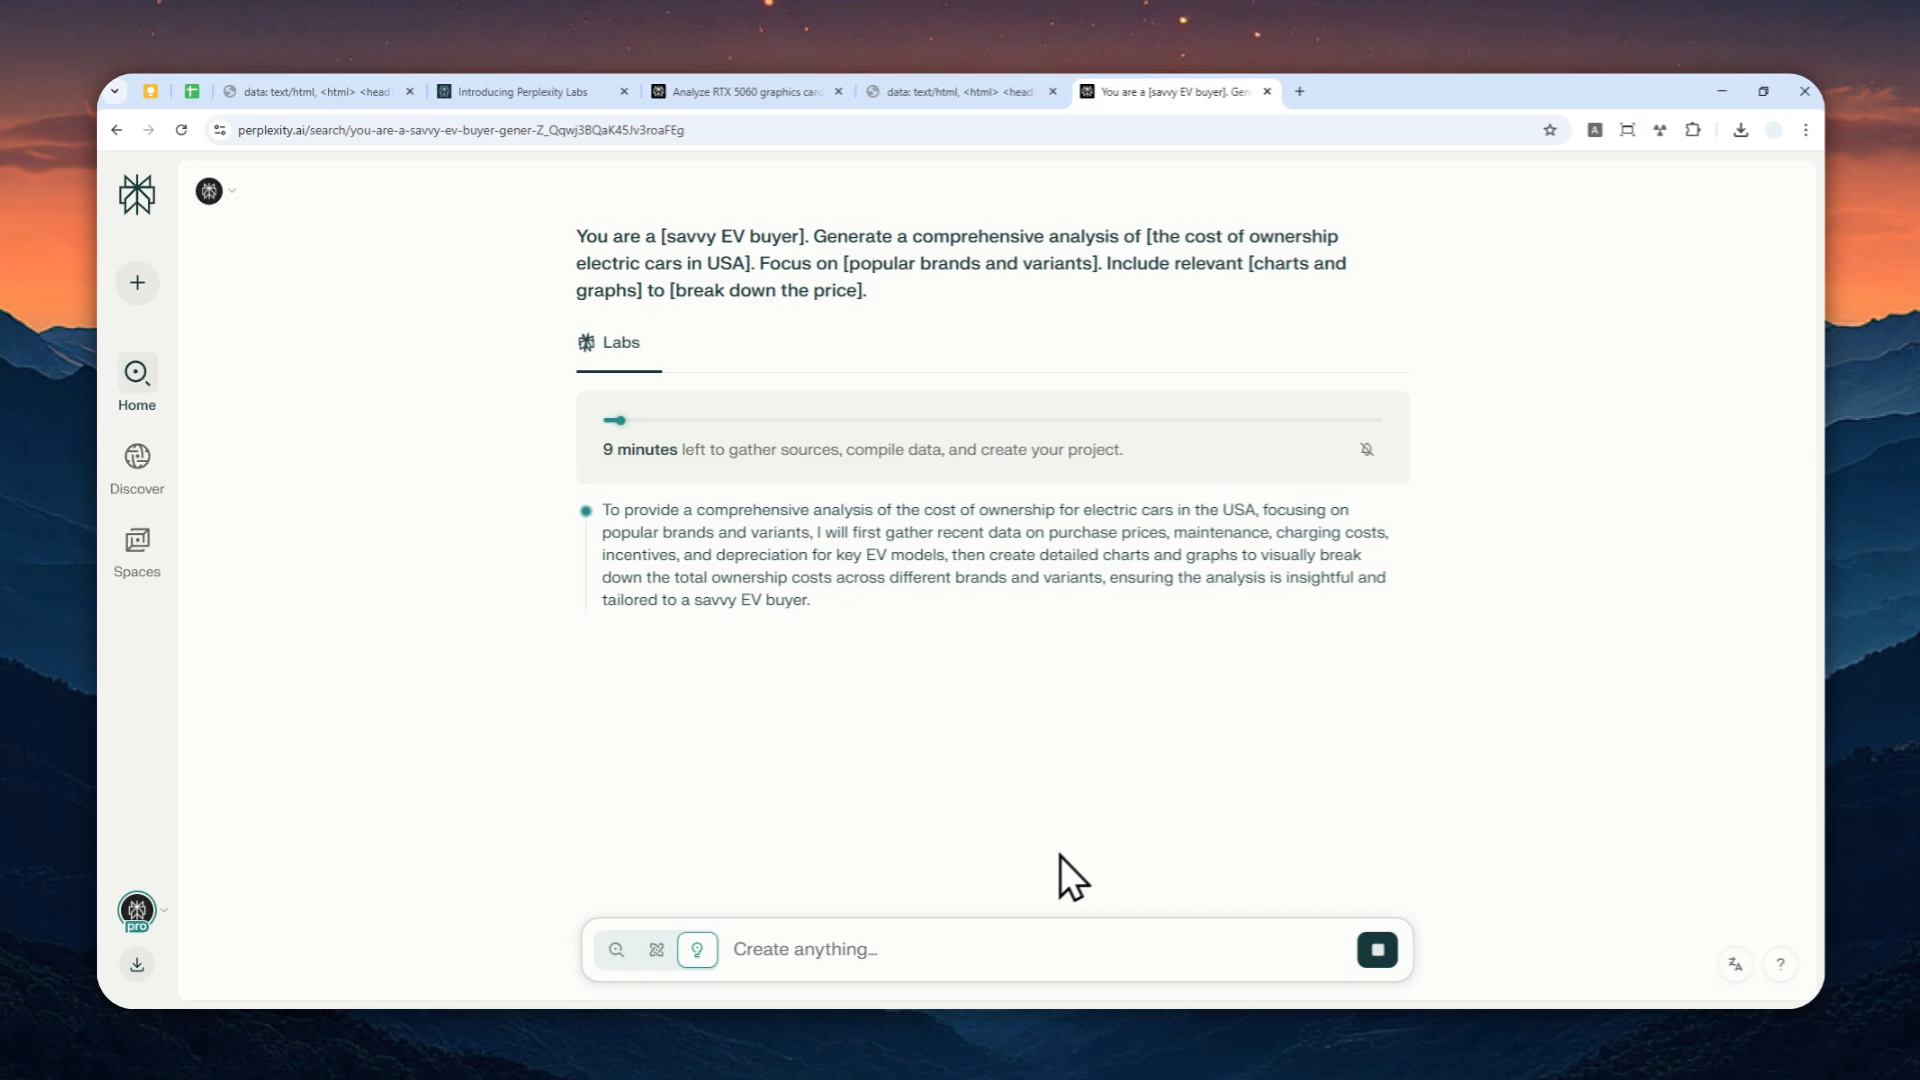 data: text/html, <html> <head
Introducing Perplexity Labs
Analyze RTX 5060 graphics card
data: text/html, <html> <head
You are a [savvy EV buyer]. Gen
perplexity.ai/search/you-are-a-savvy-ev-buyer-gener-Z_Qqwj3BQaK45Jv3roaFEg
You are a [savvy EV buyer]. Generate a comprehensive analysis of [the cost of ownership
electric cars in USA]. Focus on [popular brands and variants]. Include relevant [charts and
graphs] to [break down the price].
Labs
9 minutes left to gather sources, compile data, and create your project.
To provide a comprehensive analysis of the cost of ownership for electric cars in the USA, focusing on
popular brands and variants, I will first gather recent data on purchase prices, maintenance, charging costs,
incentives, and depreciation for key EV models, then create detailed charts and graphs to visually break
down the total ownership costs across different brands and variants, ensuring the analysis is insightful and
tailored to a savvy EV buyer.
Home
Discover
Spaces
pro
Create anything...
?